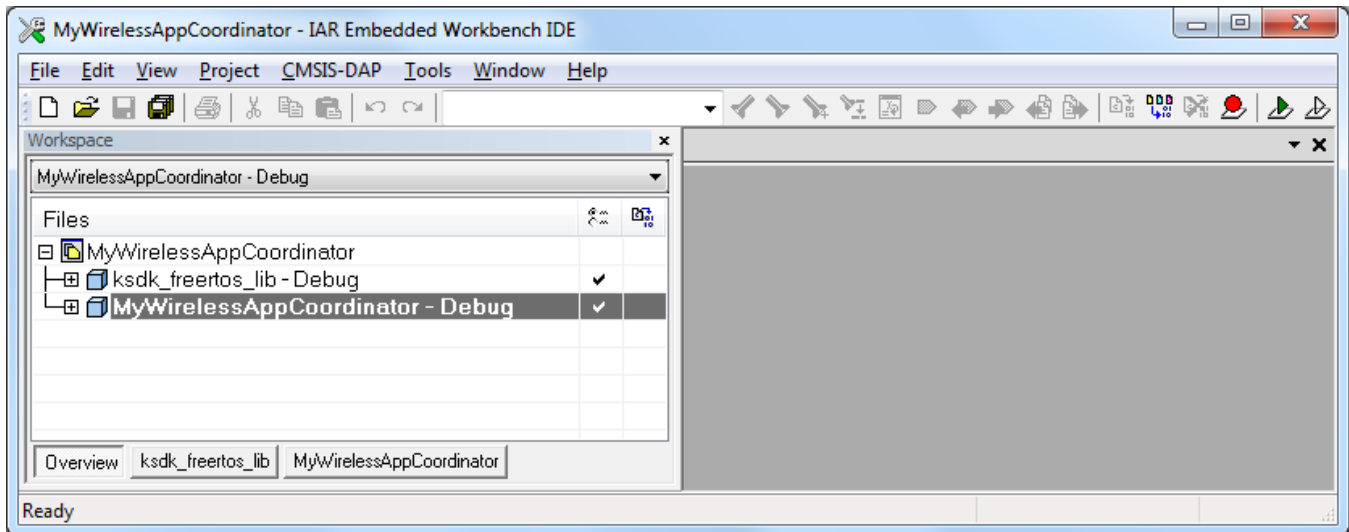 MyWirelessAppCoordinator - IAR Embedded Workbench IDE
File Edit View Project CMSIS-DAP Tools Window Help
Workspace
MyWirelessAppCoordinator - Debug
Files
MyWirelessAppCoordinator
ksdk_freertos_lib - Debug
MyWirelessAppCoordinator - Debug
Overview ksdk_freertos_lib MyWirelessAppCoordinator
Ready